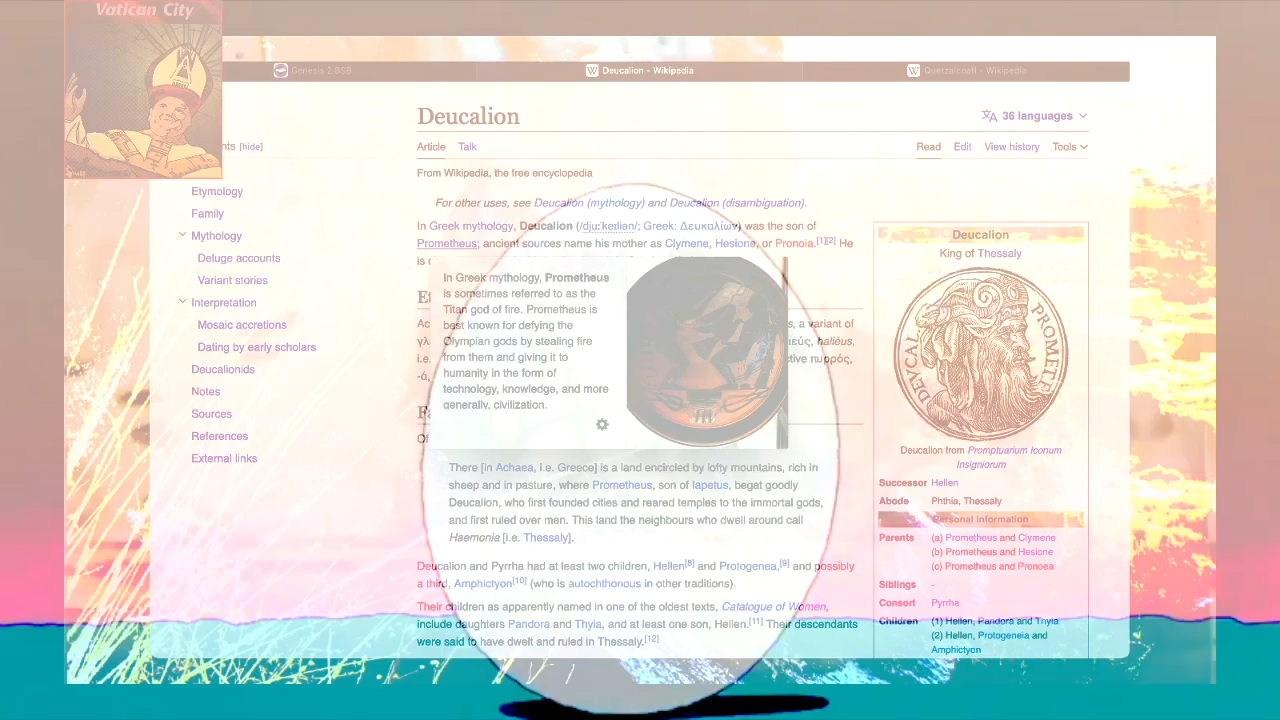 Vatican City
Genesis 2 BSB
Deucalion - Wikipedia
Quetzalcoatl - Wikipedia
Deucalion
36 languages
nts [hide]
Article Talk
Read Edit View history Tools
From Wikipedia, the free encyclopedia
Etymology
Family
Mythology
Deluge accounts
Variant stories
Interpretation
Mosaic accretions
Dating by early scholars
Deucalionids
Notes
Sources
References
External links
For other uses, see Deucalion (mythology) and Deucalion (disambiguation).
In Greek mythology, Deucalion (/djuːˈkeɪliən/; Greek: Δευκαλίων) was the son of
Prometheus; ancient sources name his mother as Clymene, Hesione, or Pronoia.[1][2] He
is
In Greek mythology, Prometheus
is sometimes referred to as the
Titan god of fire. Prometheus is
best known for defying the
Olympian gods by stealing fire
from them and giving it to
humanity in the form of
technology, knowledge, and more
generally, civilization.
a variant of
haliéus,
i.e.
πυρρός,
-ά,
There [in Achaea, i.e. Greece] is a land encircled by lofty mountains, rich in
sheep and in pasture, where Prometheus, son of Iapetus, begat goodly
Deucalion, who first founded cities and reared temples to the immortal gods,
and first ruled over men. This land the neighbours who dwell around call
Haemonia [i.e. Thessaly].
Deucalion and Pyrrha had at least two children, Hellen[8] and Protogenea,[9] and possibly
a third, Amphictyon[10] (who is autochthonous in other traditions).
Their children as apparently named in one of the oldest texts, Catalogue of Women,
include daughters Pandora and Thyia, and at least one son, Hellen.[11] Their descendants
were said to have dwelt and ruled in Thessaly.[12]
Deucalion
King of Thessaly
DEVCAL PROMETE
Deucalion from Promptuarium Iconum
Insigniorum
Successor Hellen
Abode Phthia, Thessaly
Personal information
Parents (a) Prometheus and Clymene
(b) Prometheus and Hesione
(c) Prometheus and Pronoea
Siblings -
Consort Pyrrha
Children (1) Hellen, Pandora and Thyia
(2) Hellen, Protogeneia and
Amphictyon